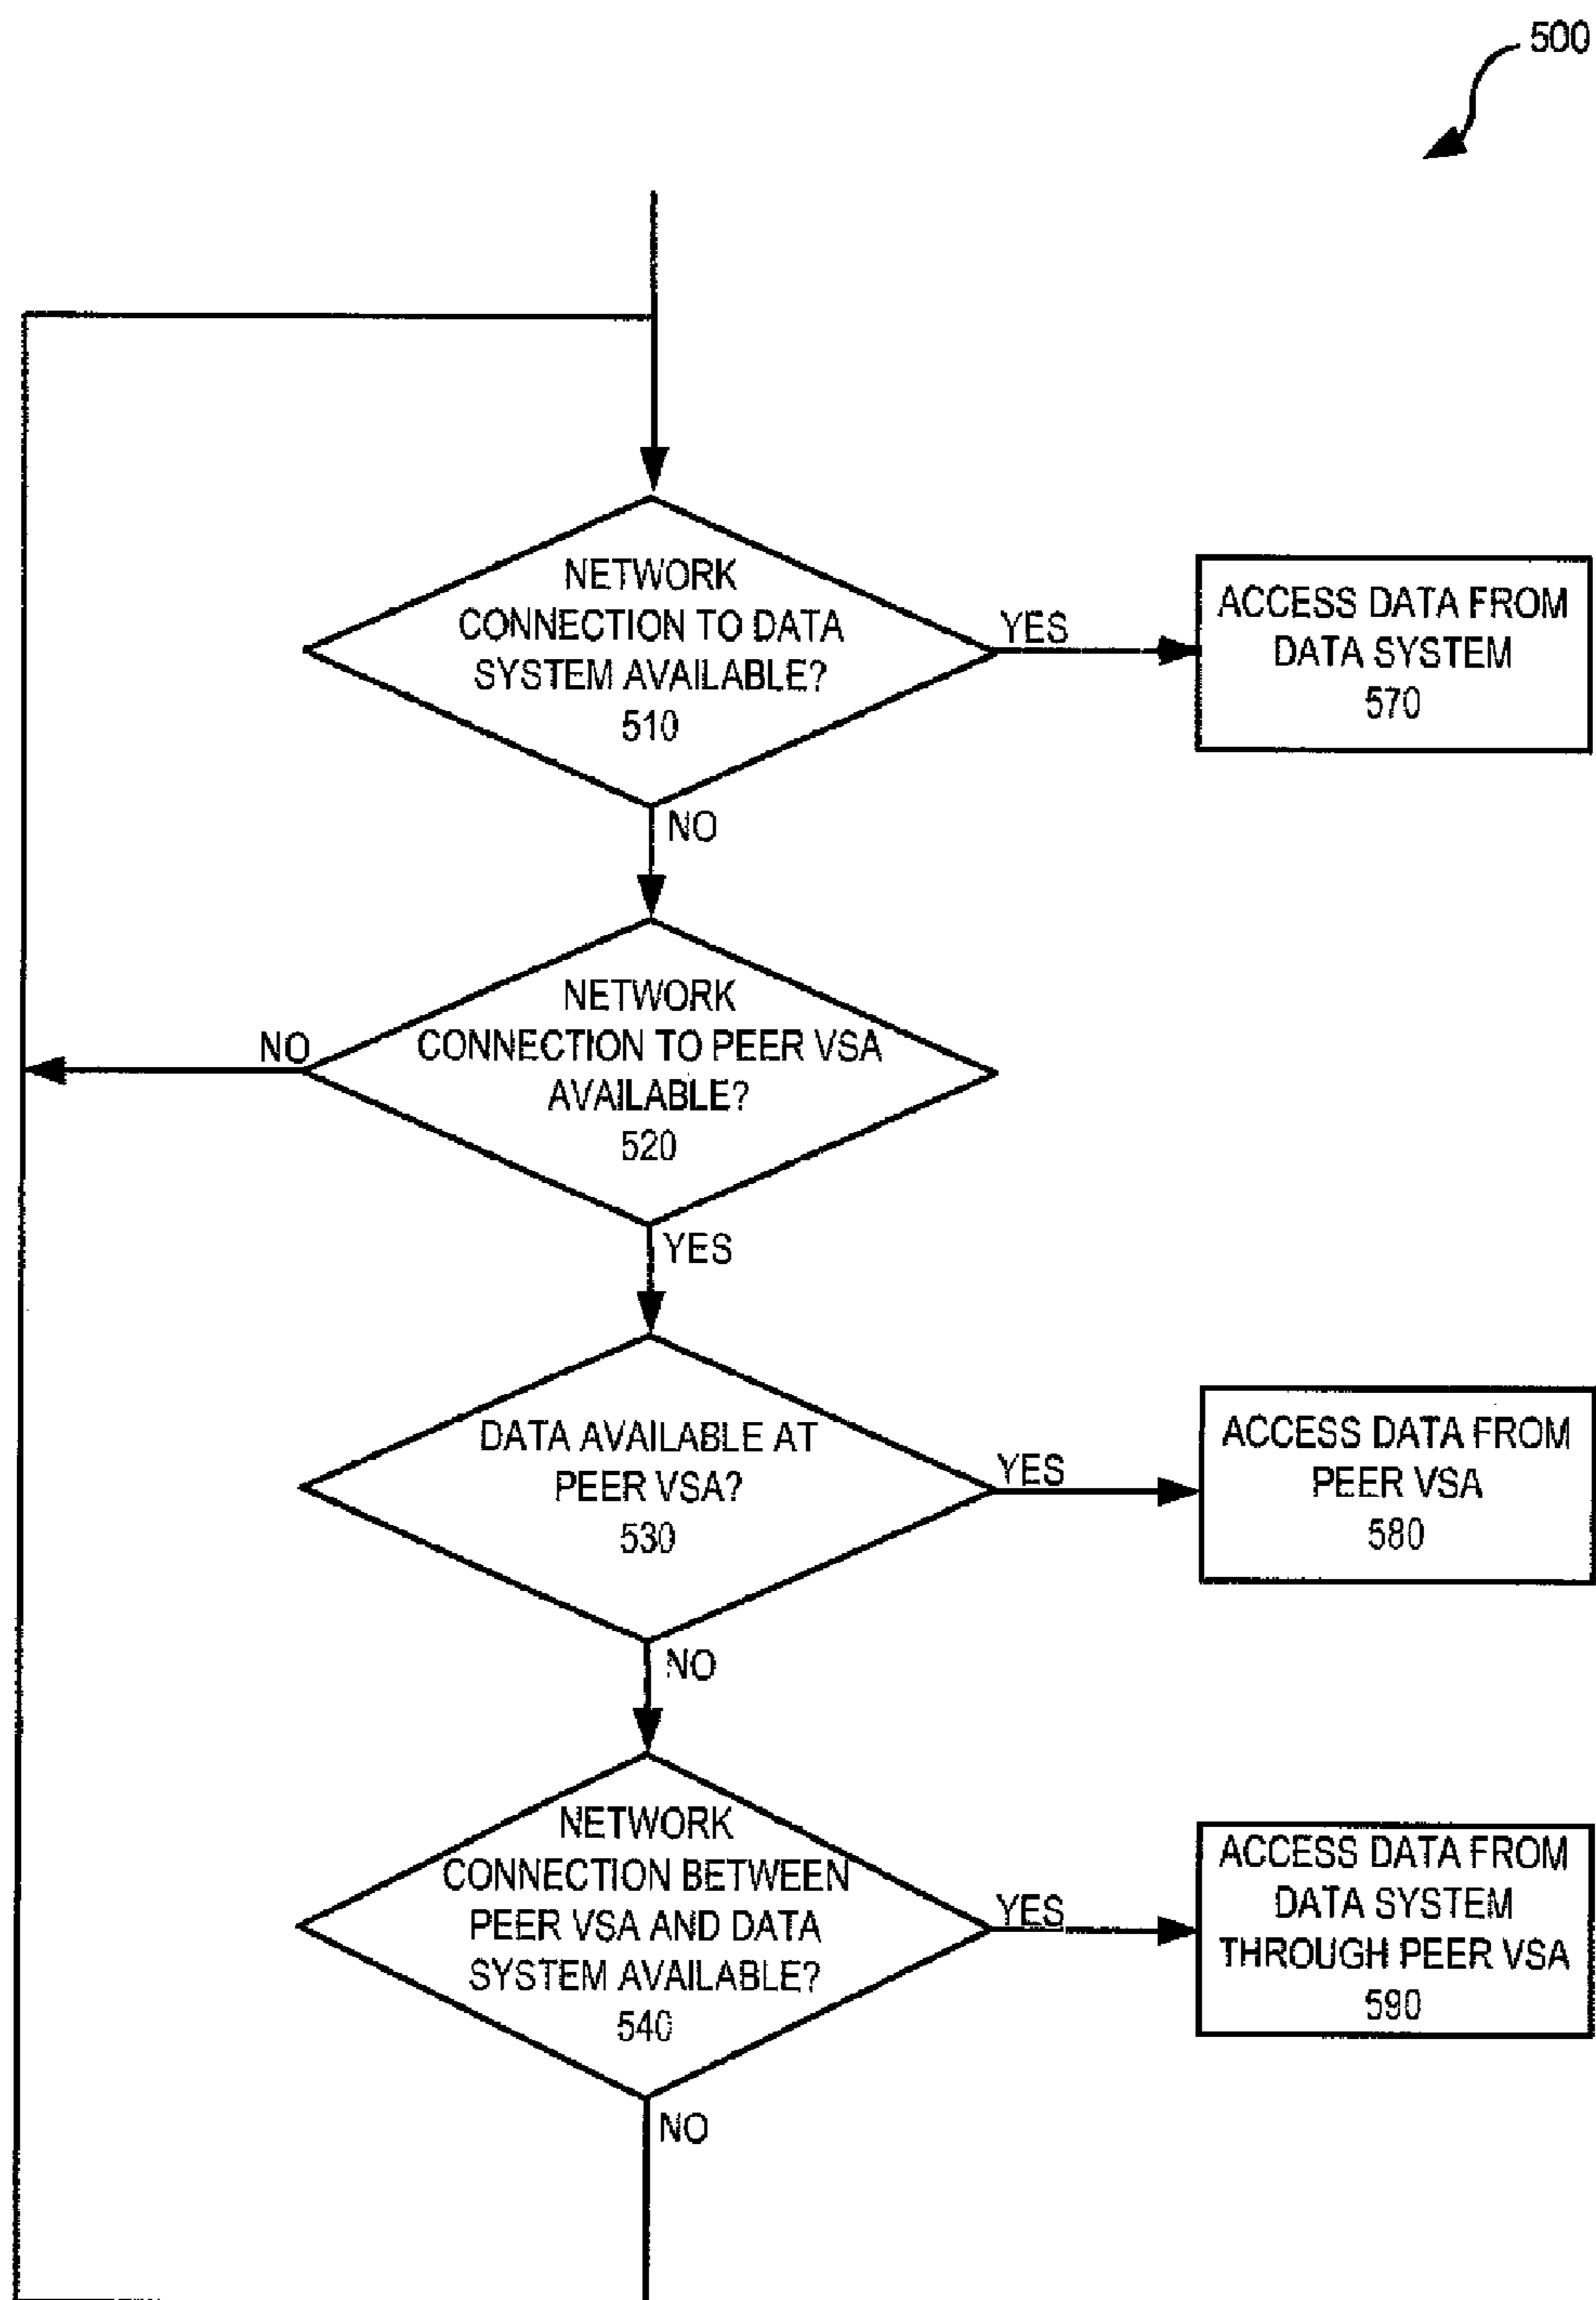 500
NETWORK
CONNECTION TO DATA
SYSTEM AVAILABLE?
510
YES
ACCESS DATA FROM
DATA SYSTEM
570
NO
NETWORK
CONNECTION TO PEER VSA
AVAILABLE?
520
NO
YES
DATA AVAILABLE AT
PEER VSA?
530
YES
ACCESS DATA FROM
PEER VSA
580
NO
NETWORK
CONNECTION BETWEEN
PEER VSA AND DATA
SYSTEM AVAILABLE?
540
YES
ACCESS DATA FROM
DATA SYSTEM
THROUGH PEER VSA
590
NO